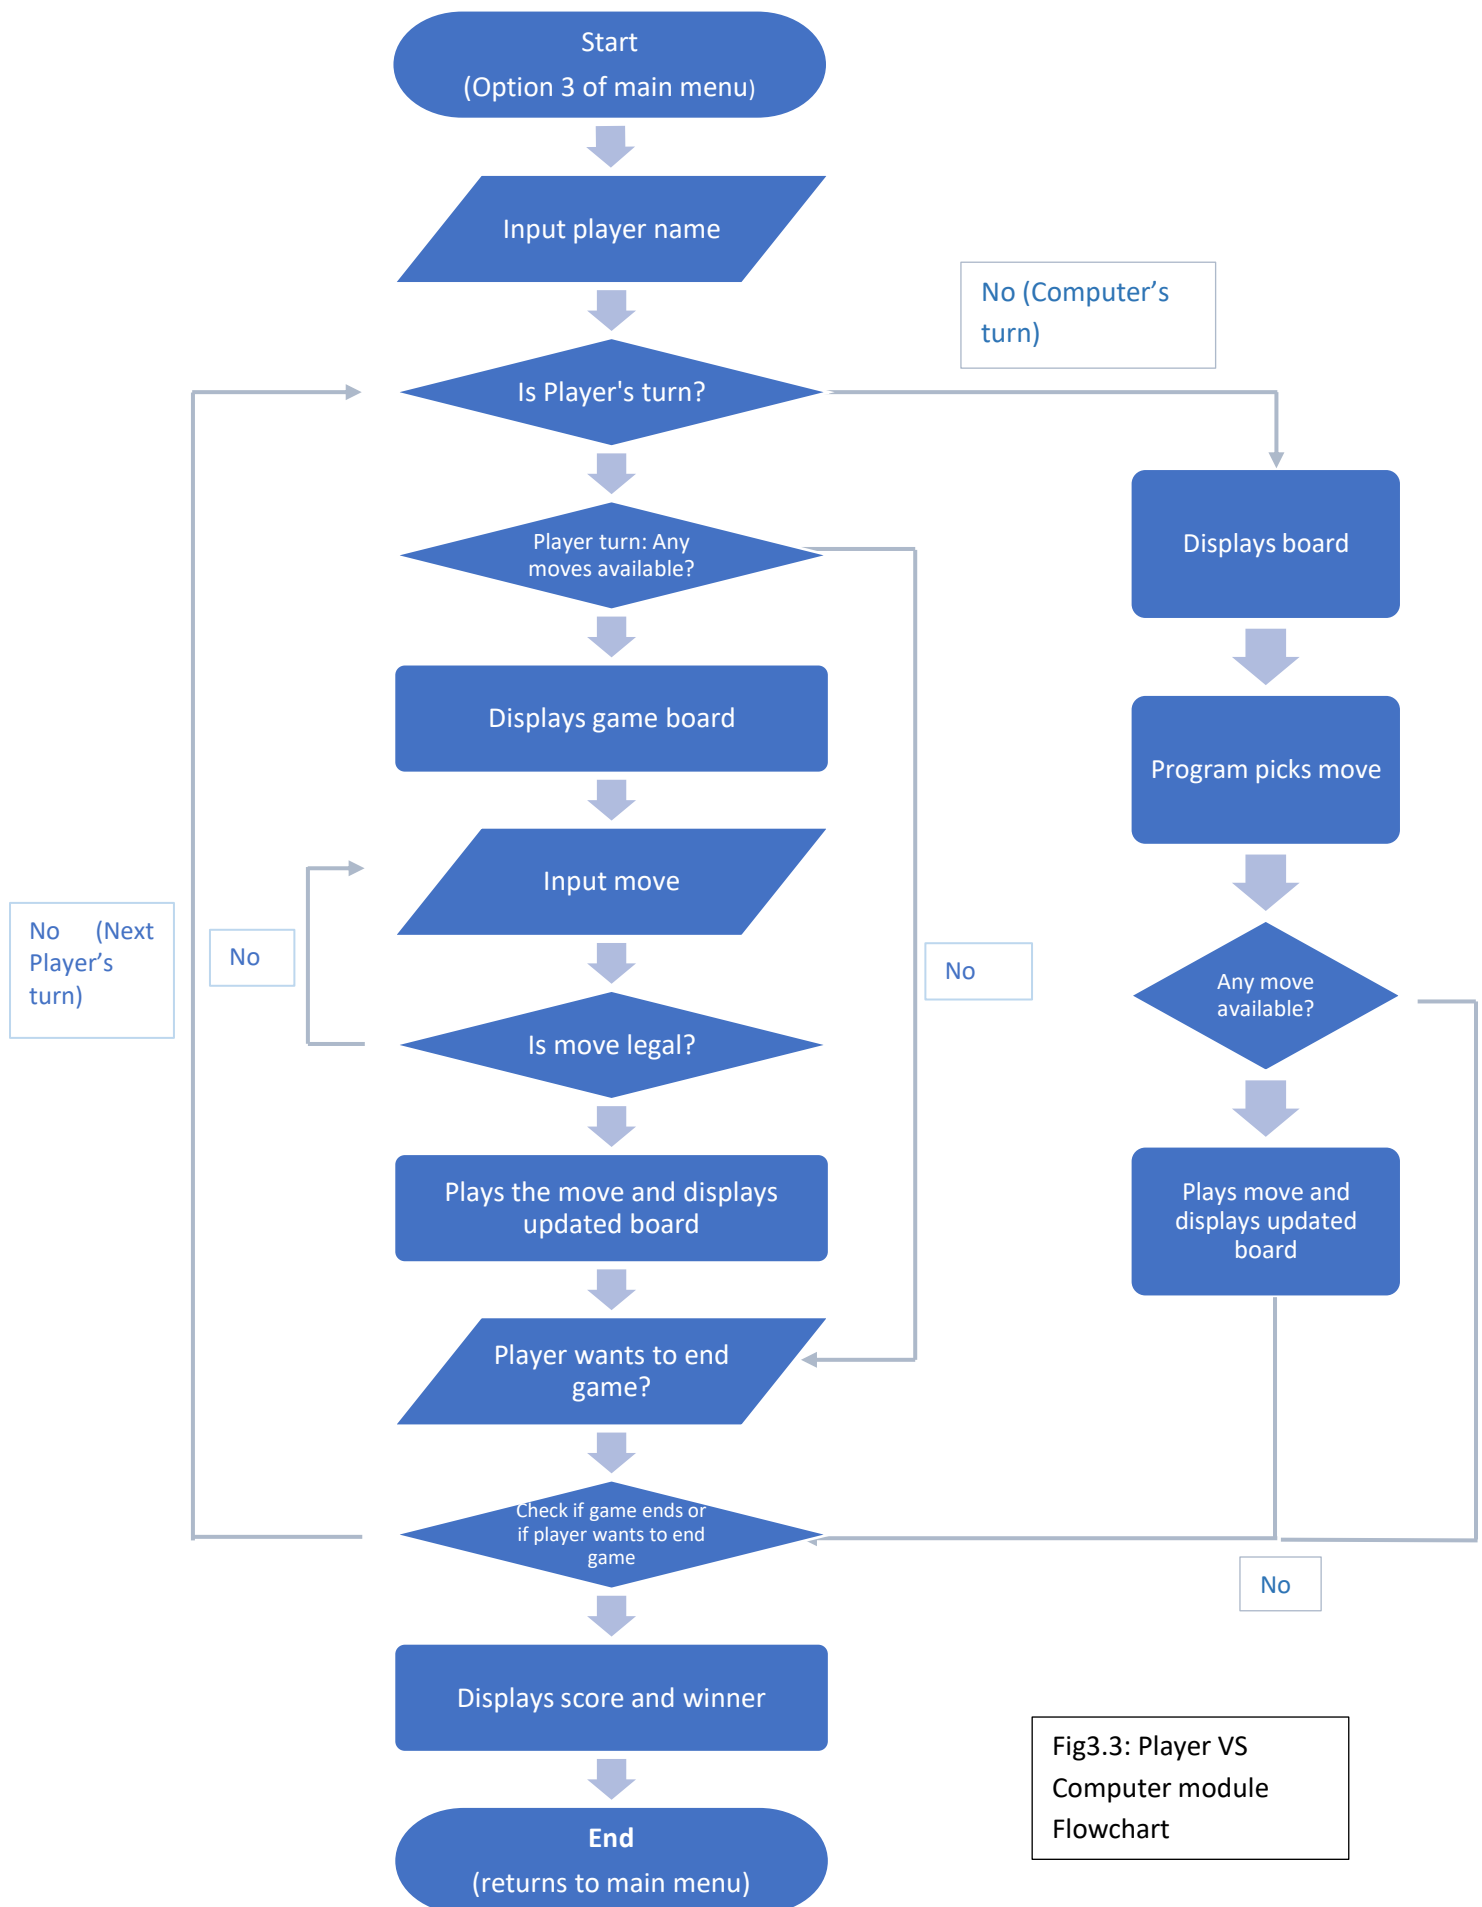 Start
(Option 3 of main menu)
Input player name
No (Computer's
turn)
Is Player's turn?
Player turn: Any
moves available?
Displays board
Displays game board
Program picks move
Input move
No (Next
Player's
turn)
No
No
Any move
available?
Is move legal?
Plays the move and displays
updated board
Plays move and
displays updated
board
Player wants to end
game?
Check if game ends or
if player wants to end
game
No
Displays score and winner
Fig3.3: Player VS
Computer module
Flowchart
End
(returns to main menu)